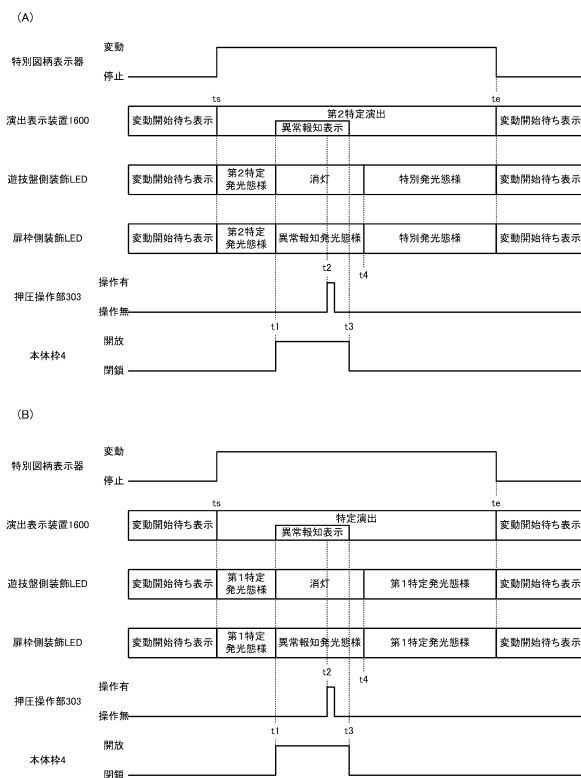 (A)
変動
特別図柄表示器
停止
ts
te
第2特定演出
演出表示装置1600
変動開始待ち表示
異常報知表示
変動開始待ち表示
遊技盤側装飾LED
変動開始待ち表示
第2特定
発光態様
消灯
特別発光態様
変動開始待ち表示
扉枠側装飾LED
変動開始待ち表示
第2特定
発光態様
異常報知発光態様
特別発光態様
変動開始待ち表示
t2
t4
操作有
押圧操作部303
操作無
t1
t3
開放
本体枠4
閉鎖
(B)
変動
特別図柄表示器
停止
ts
te
特定演出
演出表示装置1600
変動開始待ち表示
異常報知表示
変動開始待ち表示
遊技盤側装飾LED
変動開始待ち表示
第1特定
発光態様
消灯
第1特定発光態様
変動開始待ち表示
扉枠側装飾LED
変動開始待ち表示
第1特定
発光態様
異常報知発光態様
第1特定発光態様
変動開始待ち表示
t2
t4
操作有
押圧操作部303
操作無
t1
t3
開放
本体枠4
閉鎖